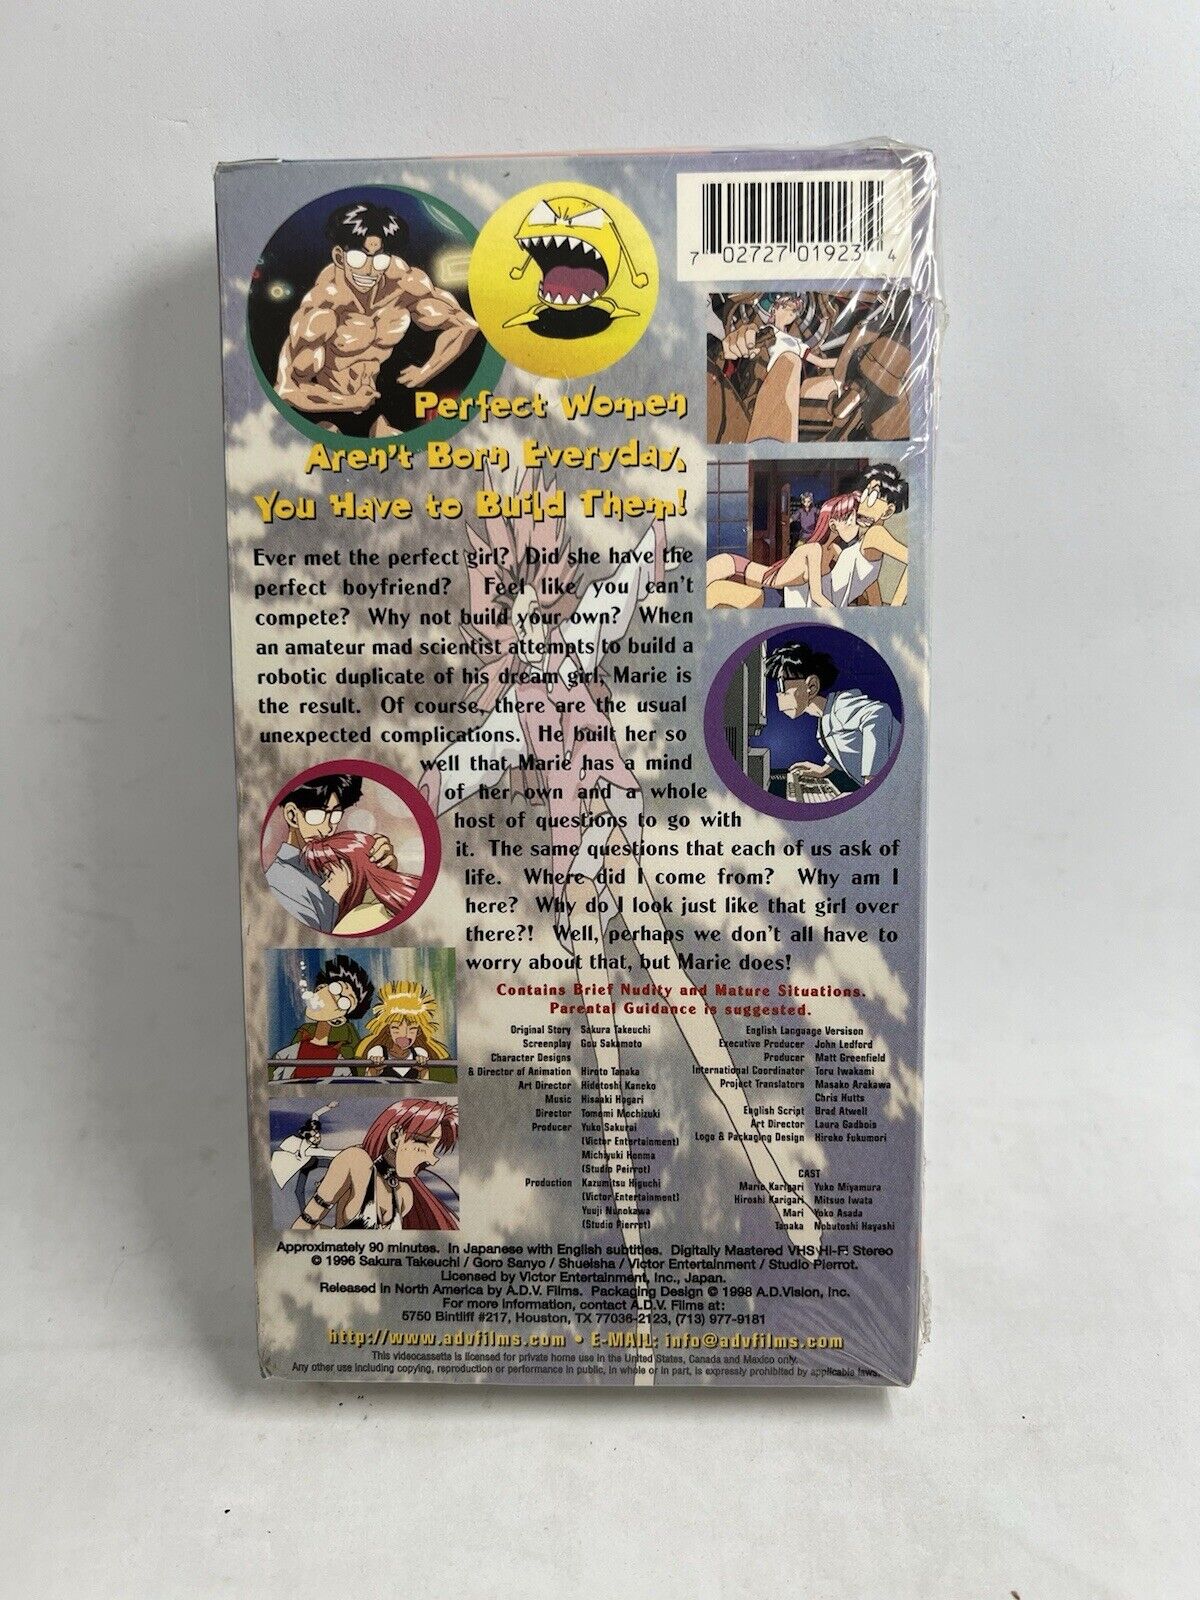 7 02727 01923 4
Perfect Women
Aren't Born Everyday,
You Have to Build Them!
Ever met the perfect girl? Did she have the
perfect boyfriend? Feel like you can't
compete? Why not build your own? When
an amateur mad scientist attempts to build a
robotic duplicate of his dream girl, Marie is
the result. Of course, there are the usual
unexpected complications. He built her so
well that Marie has a mind
of her own and a whole
host of questions to go with
it. The same questions that each of us ask of
life. Where did I come from? Why am I
here? Why do I look just like that girl over
there?! Well, perhaps we don't all have to
worry about that, but Marie does!
Contains Brief Nudity and Mature Situations.
Parental Guidance is suggested.
Original Story Sakura Takeuchi
Screenplay Gou Sakamoto
Character Designs
& Director of Animation Hiroto Tanaka
Art Director Hidetoshi Kaneko
Music Hisaaki Hogari
Director Tomomi Mochizuki
Producer Yuko Sakurai
(Victor Entertainment)
Michiyuki Honma
(Studio Peirrot)
Production Kazumitsu Higuchi
(Victor Entertainment)
Yuuji Nunokawa
(Studio Pierrot)
English Language Versison
Executive Producer John Ledford
Producer Matt Greenfield
International Coordinator Toru Iwakami
Project Translators Masako Arakawa
Chris Hutts
English Script Brad Atwell
Art Director Laura Gadbois
Logo & Packaging Design Hiroko Fukumori
CAST
Marie Karigari Yuko Miyamura
Hiroshi Karigari Mitsuo Iwata
Mari Yoko Asada
Tanaka Nobutoshi Hayashi
Approximately 90 minutes. In Japanese with English subtitles. Digitally Mastered VHS Hi-Fi Stereo
© 1996 Sakura Takeuchi / Goro Sanyo / Shueisha / Victor Entertainment / Studio Pierrot.
Licensed by Victor Entertainment, Inc., Japan.
Released in North America by A.D.V. Films. Packaging Design © 1998 A.D.Vision, Inc.
For more information, contact A.D.V. Films at:
5750 Bintliff #217, Houston, TX 77036-2123, (713) 977-9181
http://www.advfilms.com • E-MAIL: info@advfilms.com
This videocassette is licensed for private home use in the United States, Canada and Mexico only.
Any other use including copying, reproduction or performance in public, in whole or in part, is expressly prohibited by applicable laws.